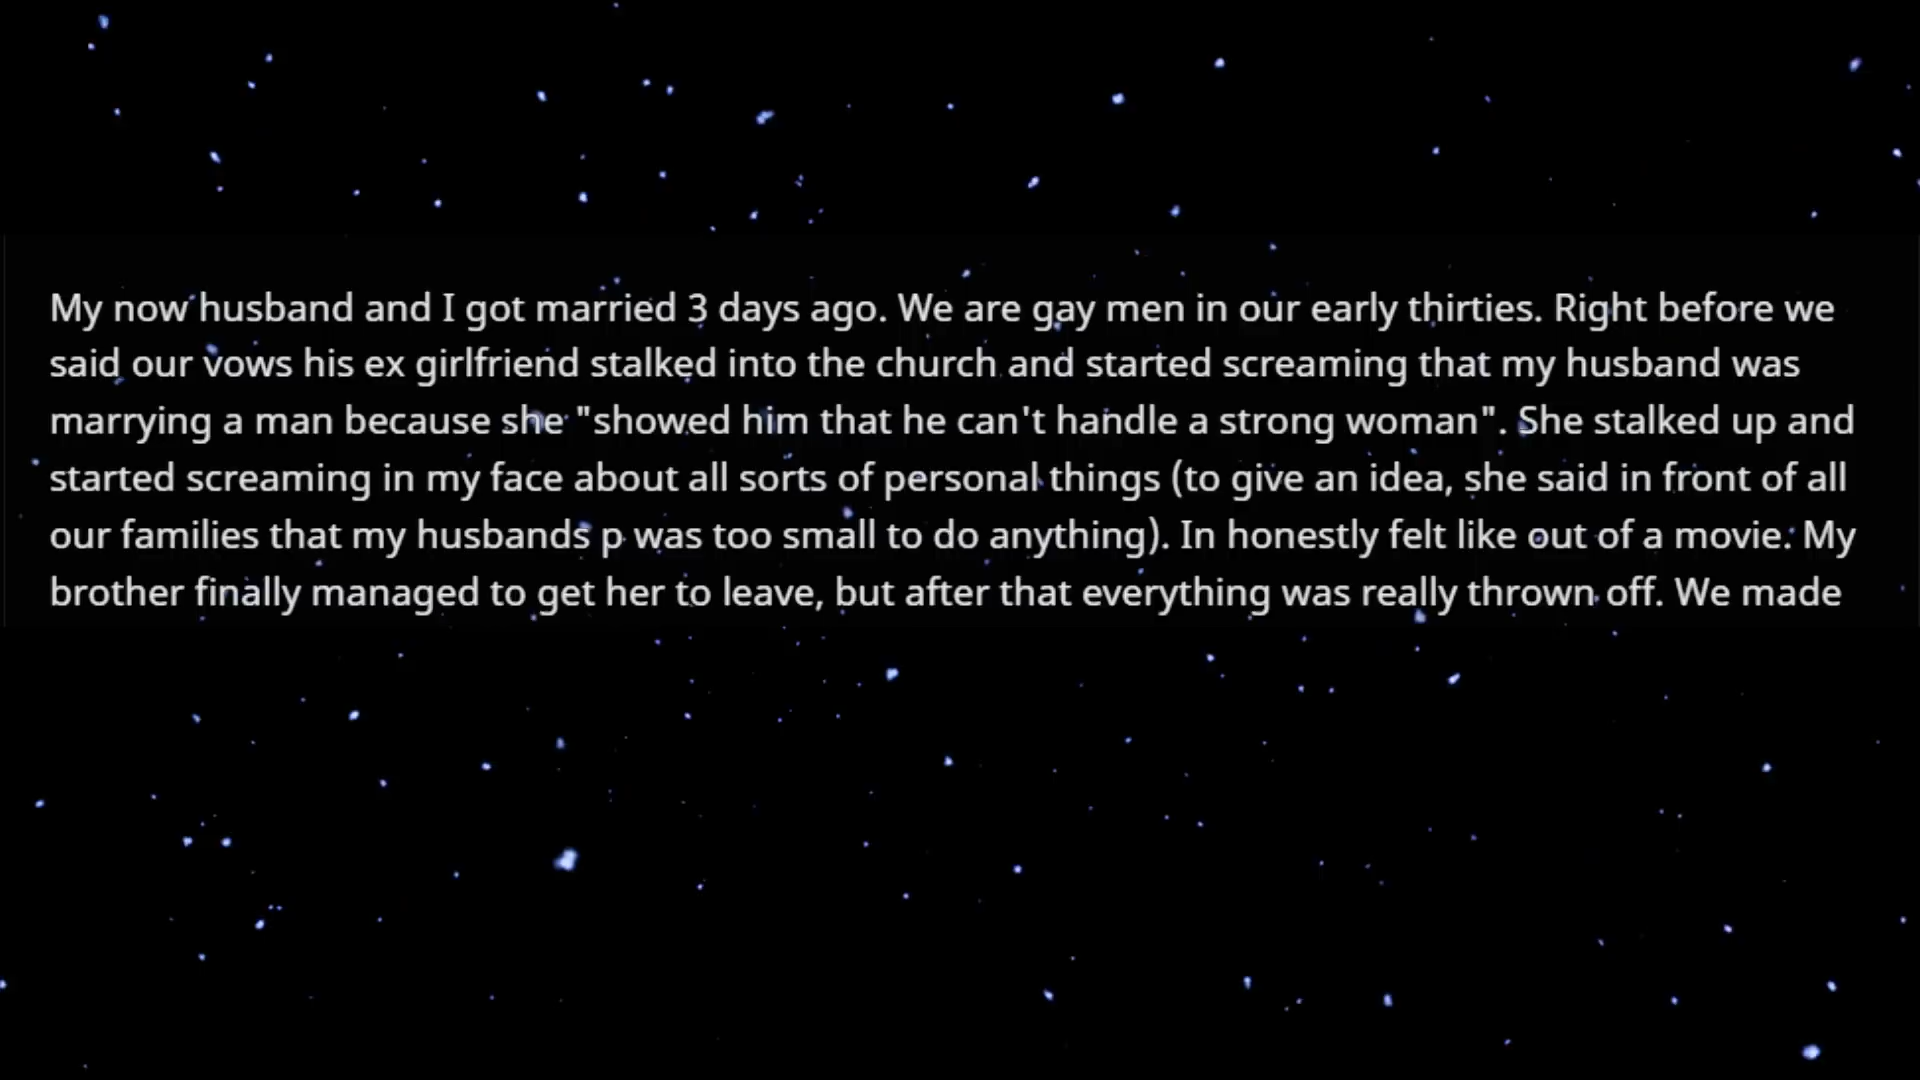 My now husband and I got married 3 days ago. We are gay men in our early thirties. Right before we
said our vows his ex girlfriend stalked into the church and started screaming that my husband was
marrying a man because she "showed him that he can't handle a strong woman". She stalked up and
started screaming in my face about all sorts of personal things (to give an idea, she said in front of all
our families that my husbands p was too small to do anything). In honestly felt like out of a movie. My
brother finally managed to get her to leave, but after that everything was really thrown off. We made